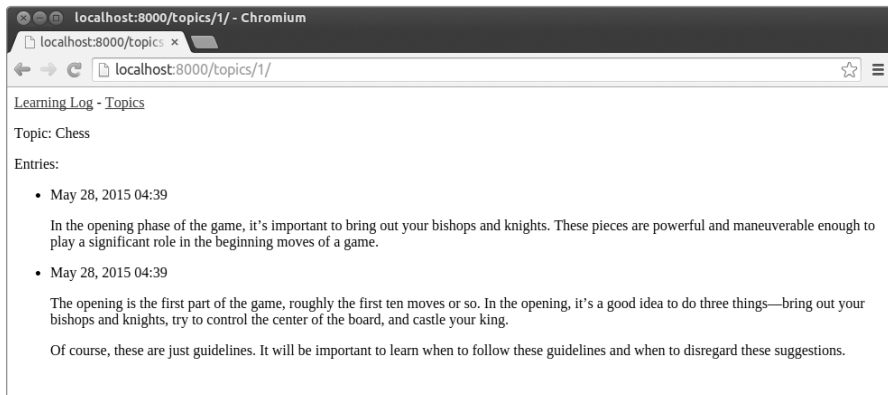 localhost:8000/topics/1/ - Chromium
localhost:8000/topics
localhost:8000/topics/1/
Learning Log - Topics
Topic: Chess
Entries:
• May 28, 2015 04:39
In the opening phase of the game, it’s important to bring out your bishops and knights. These pieces are powerful and maneuverable enough to
play a significant role in the beginning moves of a game.
• May 28, 2015 04:39
The opening is the first part of the game, roughly the first ten moves or so. In the opening, it’s a good idea to do three things—bring out your
bishops and knights, try to control the center of the board, and castle your king.
Of course, these are just guidelines. It will be important to learn when to follow these guidelines and when to disregard these suggestions.